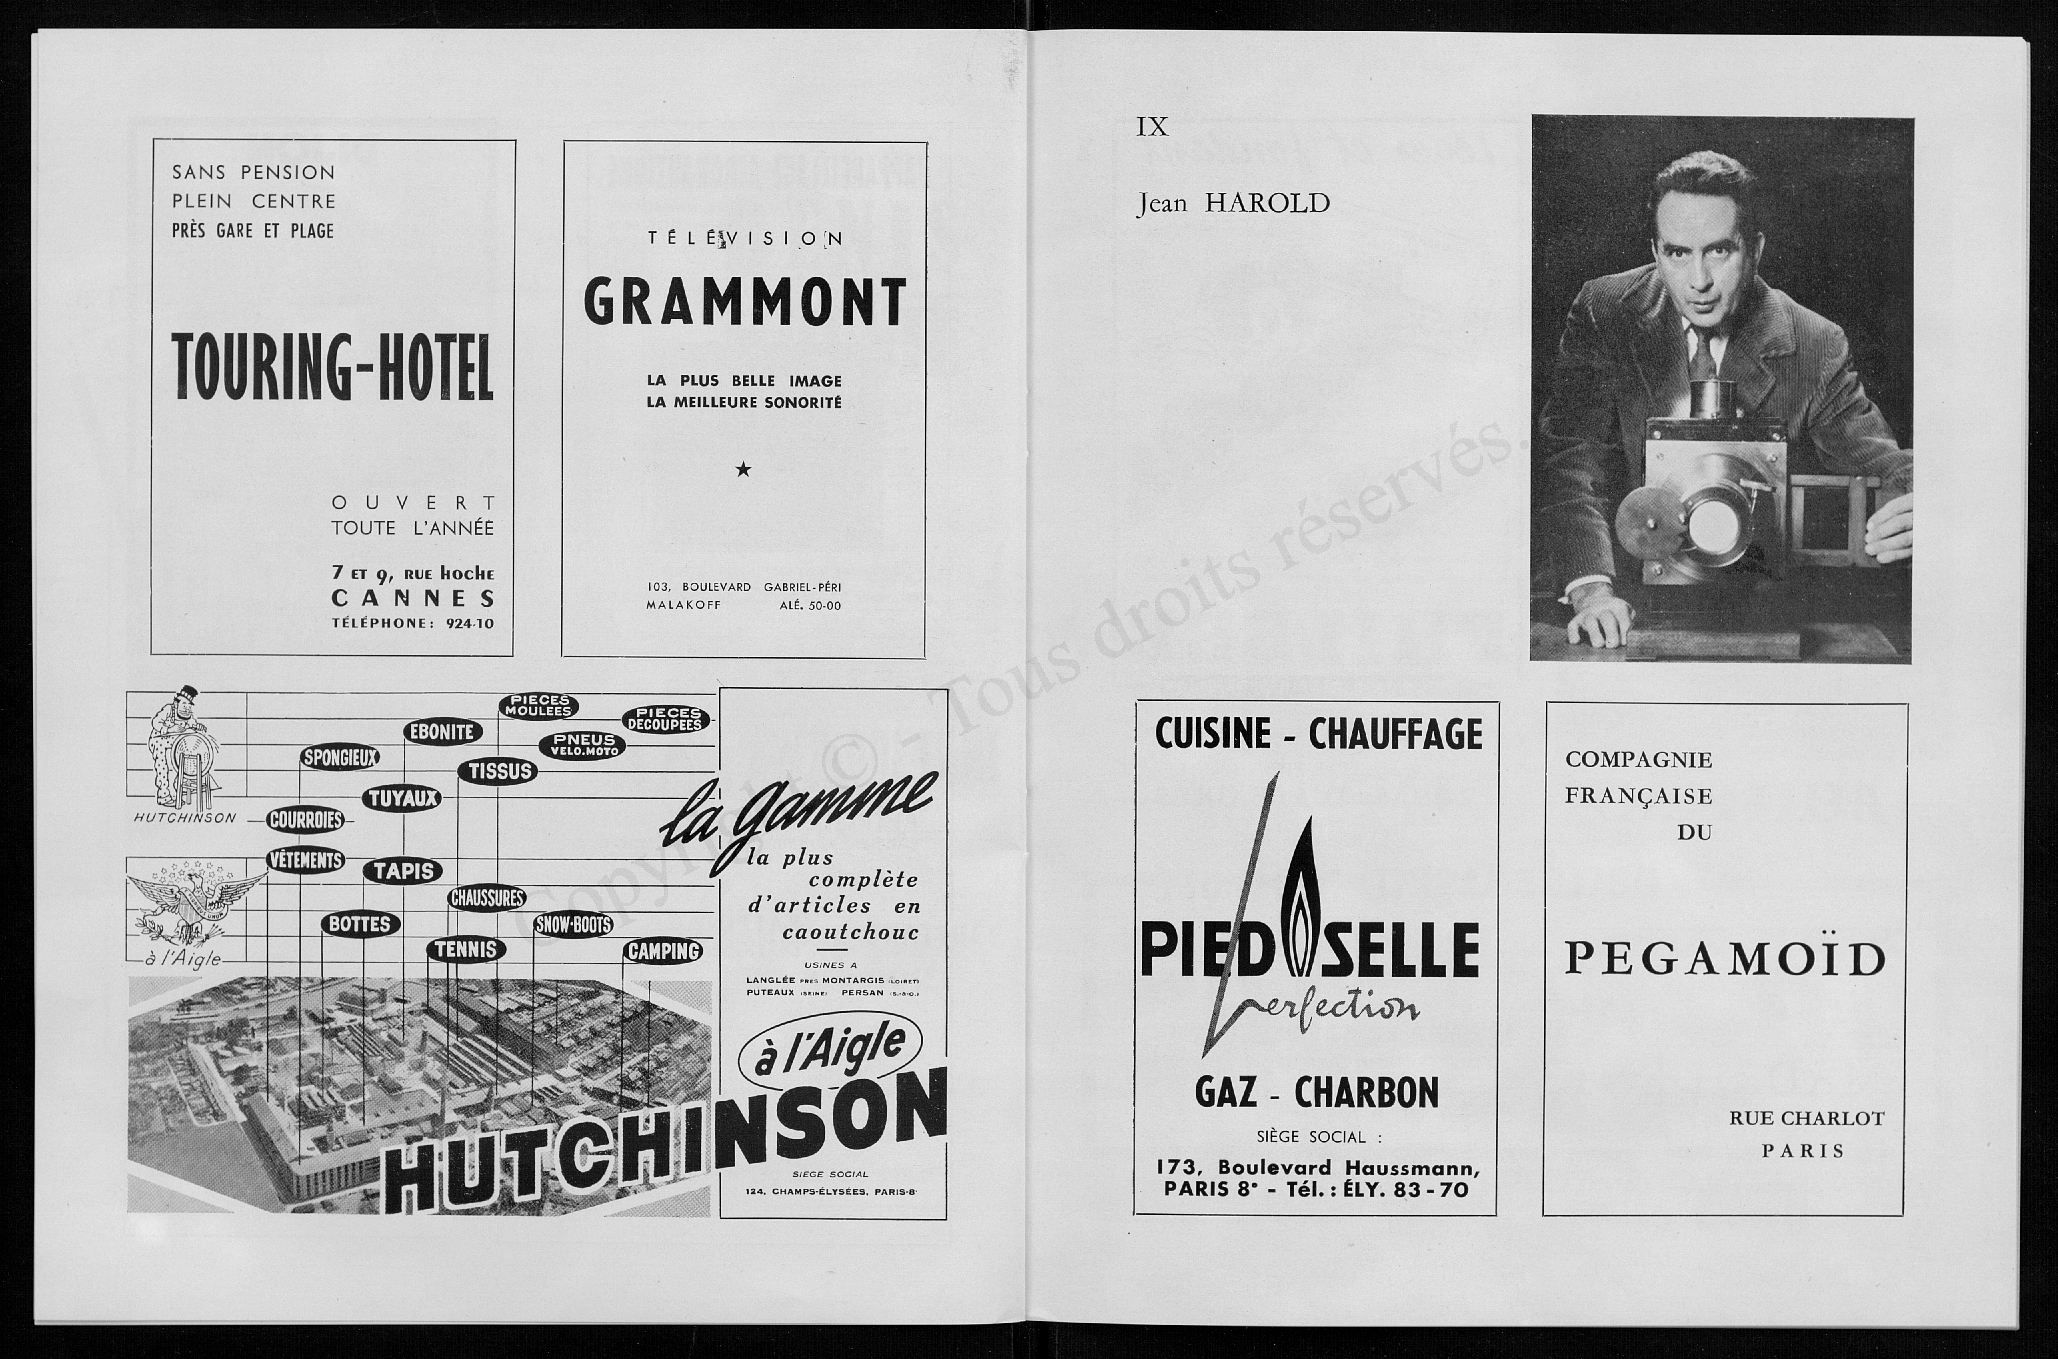 SANS PENSION
PLEIN CENTRE
PRÈS GARE ET PLAGE
TOURING-HOTEL
OUVERT
TOUTE L'ANNÉE
7 ET 9, RUE HOCHE
CANNES
TÉLÉPHONE: 924-10
TÉLÉVISION
GRAMMONT
LA PLUS BELLE IMAGE
LA MEILLEURE SONORITÉ
★
103, BOULEVARD GABRIEL-PÉRI
MALAKOFF ALÉ. 50-00
HUTCHINSON
à l'Aigle
PIECES
MOULEES
PIECES
DECOUPEES
EBONITE
PNEUS
VELO.MOTO
SPONGIEUX
TISSUS
TUYAUX
COURROIES
VÊTEMENTS
TAPIS
CHAUSSURES
BOTTES
SNOW-BOOTS
TENNIS
CAMPING
la gamme
la plus
complète
d'articles en
caoutchouc
USINES A
LANGLÉE PRES MONTARGIS (LOIRET)
PUTEAUX (SEINE) PERSAN (S.&O.)
à l'Aigle
HUTCHINSON
SIEGE SOCIAL
124, CHAMPS-ÉLYSÉES, PARIS-8e
IX
Jean HAROLD
CUISINE - CHAUFFAGE
PIED SELLE
Perfection
GAZ - CHARBON
SIÈGE SOCIAL :
173, Boulevard Haussmann,
PARIS 8e - Tél. : ÉLY. 83-70
COMPAGNIE
FRANÇAISE
DU
PEGAMOÏD
RUE CHARLOT
PARIS
Copyright © - Tous droits réservés.